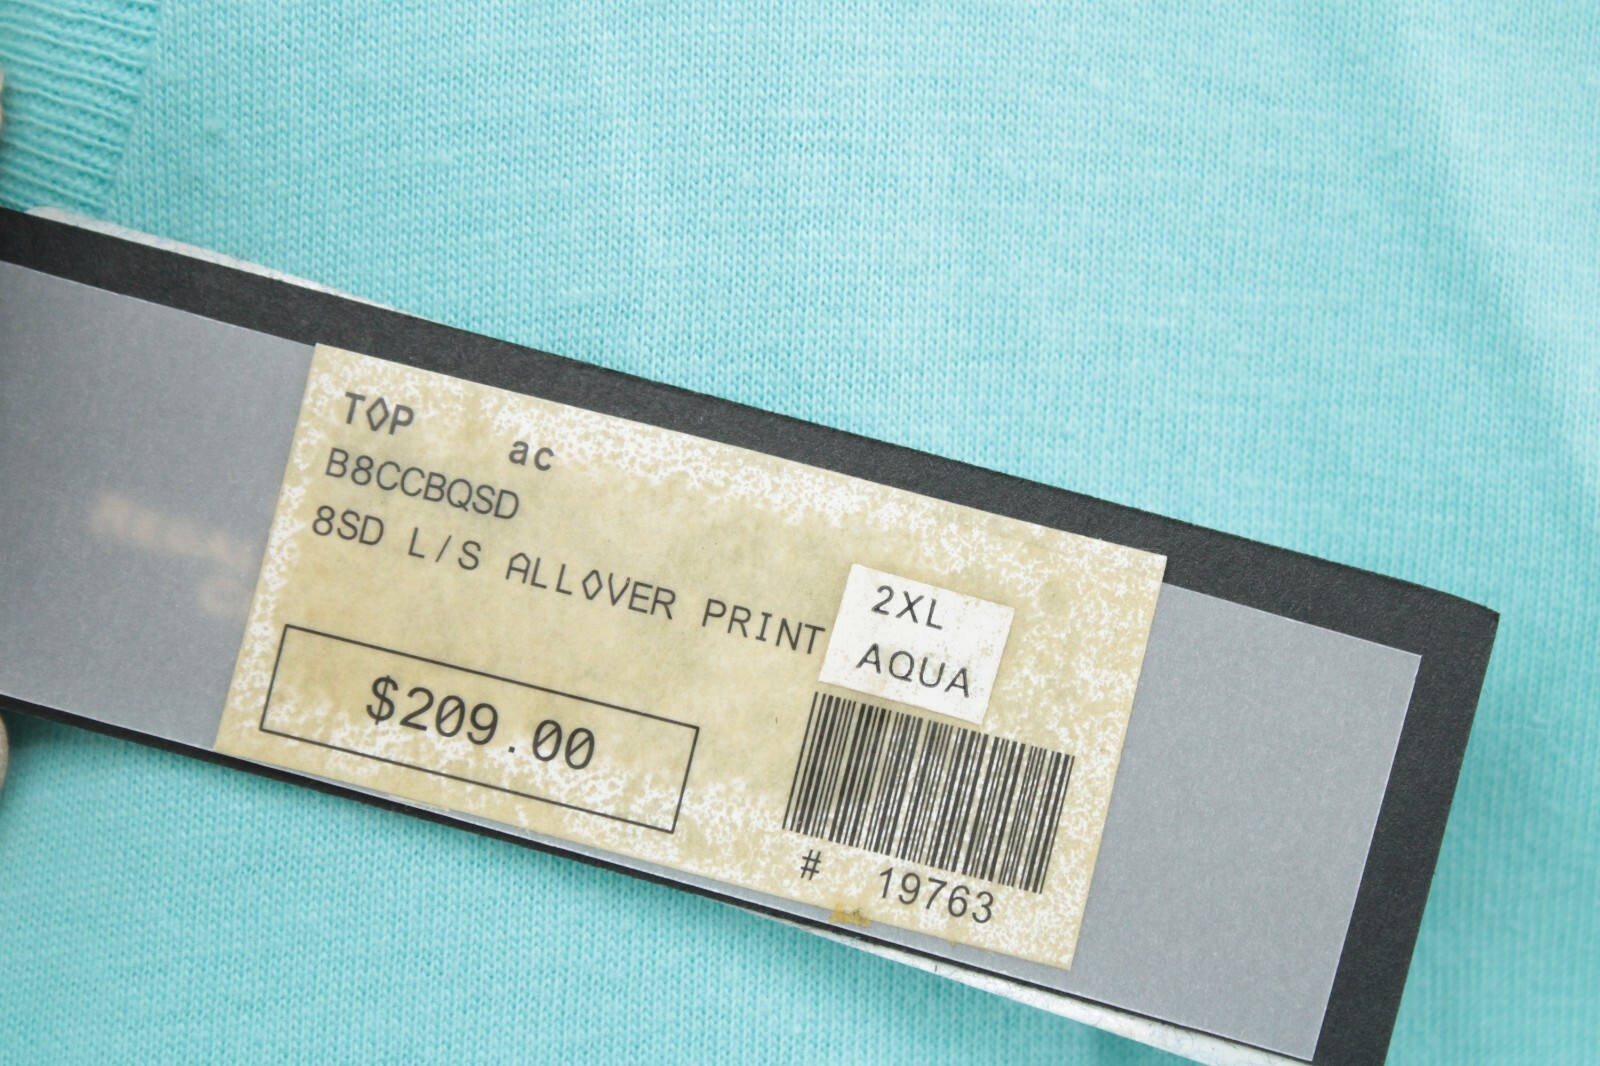 TOP ac
B8CCBQSD
8SD L/S ALLOVER PRINT
2XL
AQUA
$209.00
# 19763